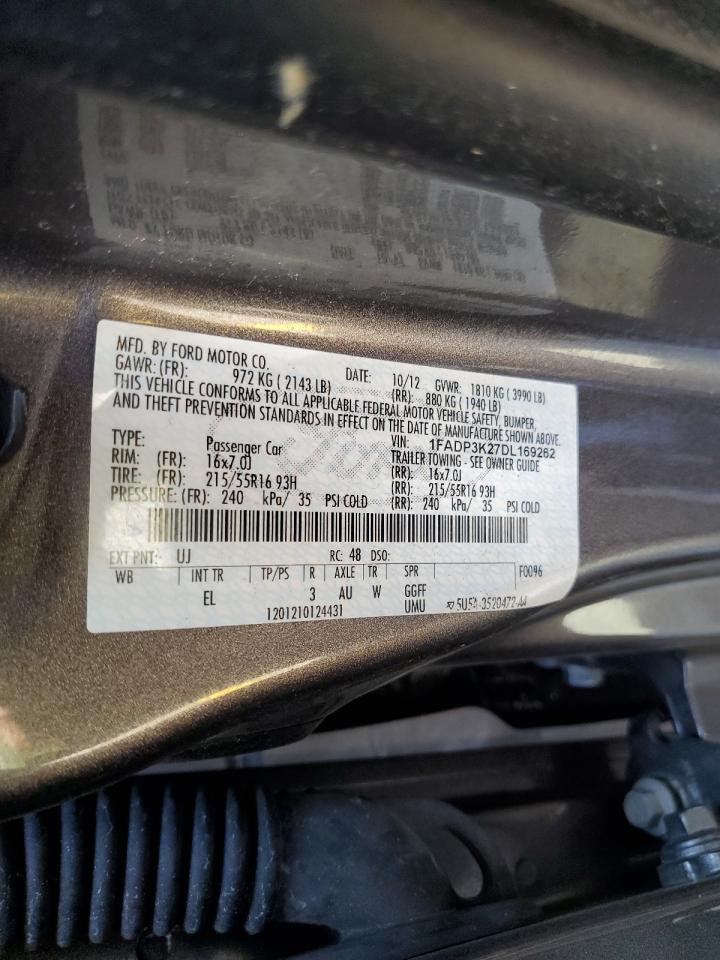 MFD. BY FORD MOTOR CO. DATE: 10/12 GVWR: 1810 KG ( 3990 LB)
GAWR: (FR): 972 KG ( 2143 LB) (RR): 880 KG ( 1940 LB)
THIS VEHICLE CONFORMS TO ALL APPLICABLE FEDERAL MOTOR VEHICLE SAFETY, BUMPER,
AND THEFT PREVENTION STANDARDS IN EFFECT ON THE DATE OF MANUFACTURE SHOWN ABOVE.
VIN: 1FADP3K27DL169262
TYPE: Passenger Car TRAILER TOWING - SEE OWNER GUIDE
RIM: (FR): 16x7.0J (RR): 16x7.0J
TIRE: (FR): 215/55R16 93H (RR): 215/55R16 93H
PRESSURE: (FR): 240 kPa/ 35 PSI COLD (RR): 240 kPa/ 35 PSI COLD
EXT PNT: UJ RC: 48 DSO: F0096
WB INT TR TP/PS R AXLE TR SPR
EL 3 AU W GGFF
1201210124431 UMU